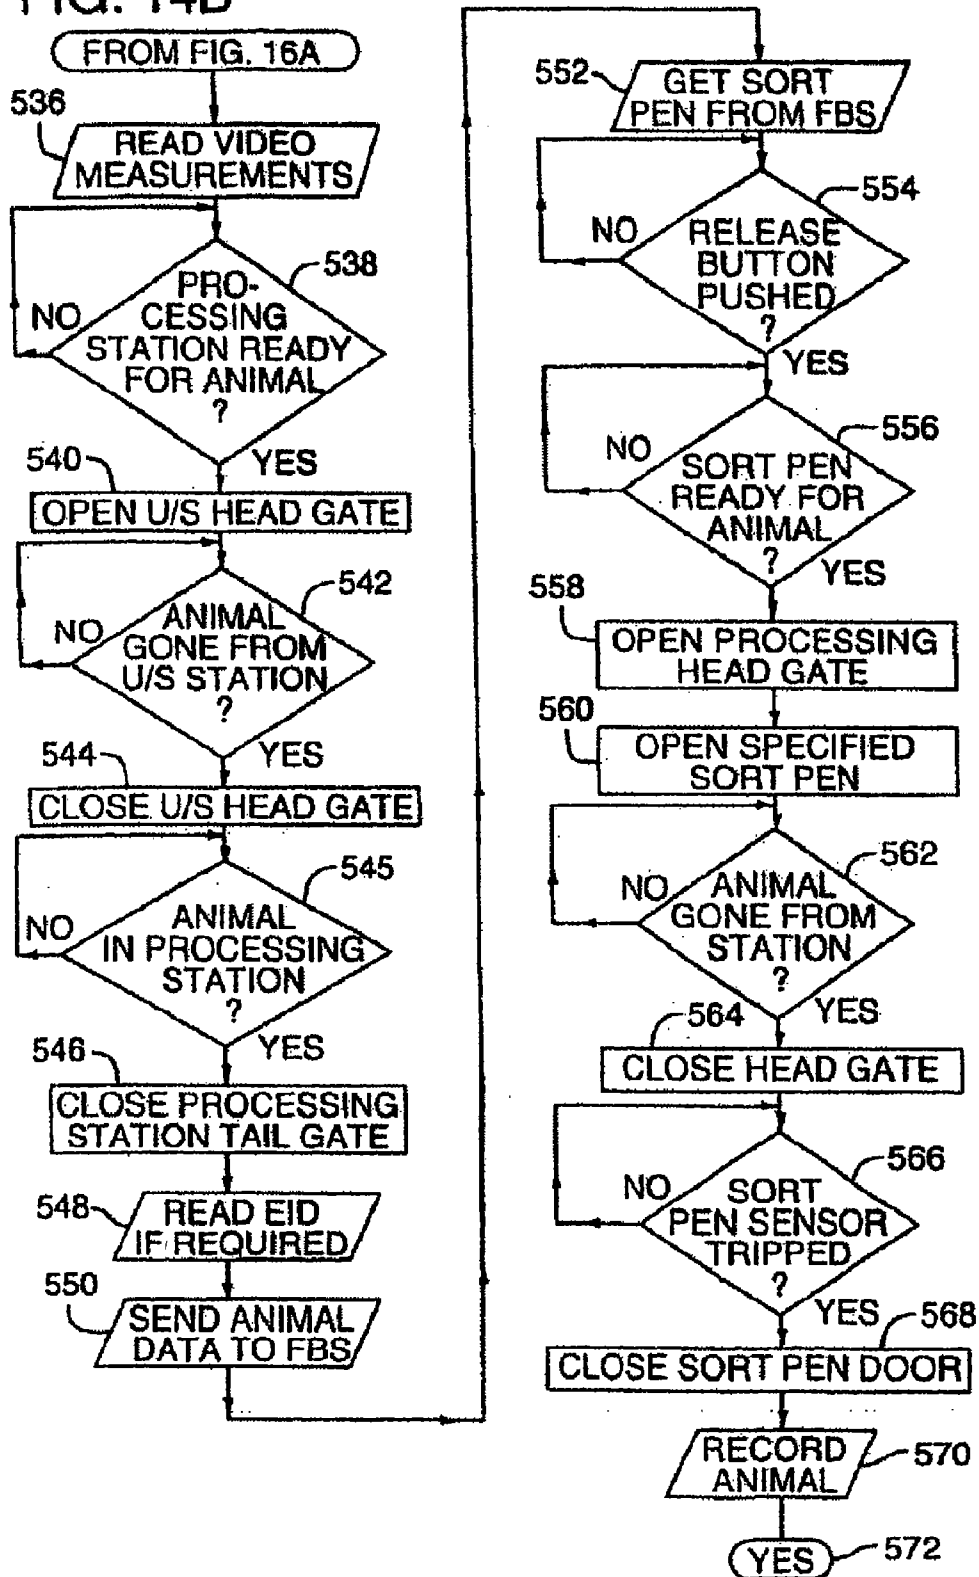 FIG. 14B
FROM FIG. 16A
536
READ VIDEO
MEASUREMENTS
538
PRO-
CESSING
STATION READY
FOR ANIMAL
?
NO
YES
540
OPEN U/S HEAD GATE
542
ANIMAL
GONE FROM
U/S STATION
?
NO
YES
544
CLOSE U/S HEAD GATE
545
ANIMAL
IN PROCESSING
STATION
?
NO
YES
546
CLOSE PROCESSING
STATION TAIL GATE
548
READ EID
IF REQUIRED
550
SEND ANIMAL
DATA TO FBS
552
GET SORT
PEN FROM FBS
554
RELEASE
BUTTON
PUSHED
?
NO
YES
556
SORT PEN
READY FOR
ANIMAL
?
NO
YES
558
OPEN PROCESSING
HEAD GATE
560
OPEN SPECIFIED
SORT PEN
562
ANIMAL
GONE FROM
STATION
?
NO
YES
564
CLOSE HEAD GATE
566
SORT
PEN SENSOR
TRIPPED
?
NO
YES
568
CLOSE SORT PEN DOOR
RECORD
ANIMAL
570
YES
572